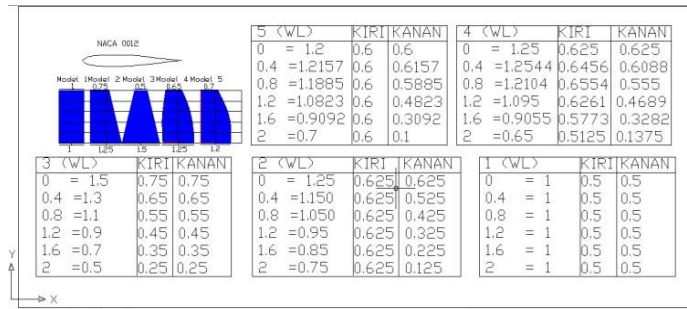 NACA 0012
Model 1 Model 2 Model 3 Model 4 Model 5
1 0.75 0.5 0.65 0.7
1 1.25 1.5 1.25 1.2
5 (WL) KIRI KANAN
0 = 1.2 0.6 0.6
0.4 =1.2157 0.6 0.6157
0.8 =1.1885 0.6 0.5885
1.2 =1.0823 0.6 0.4823
1.6 =0.9092 0.6 0.3092
2 =0.7 0.6 0.1
4 (WL) KIRI KANAN
0 = 1.25 0.625 0.625
0.4 =1.2544 0.6456 0.6088
0.8 =1.2104 0.6554 0.555
1.2 =1.095 0.6261 0.4689
1.6 =0.9055 0.5773 0.3282
2 =0.65 0.5125 0.1375
3 (WL) KIRI KANAN
0 = 1.5 0.75 0.75
0.4 =1.3 0.65 0.65
0.8 =1.1 0.55 0.55
1.2 =0.9 0.45 0.45
1.6 =0.7 0.35 0.35
2 =0.5 0.25 0.25
2 (WL) KIRI KANAN
0 = 1.25 0.625 0.625
0.4 =1.150 0.625 0.525
0.8 =1.050 0.625 0.425
1.2 =0.95 0.625 0.325
1.6 =0.85 0.625 0.225
2 =0.75 0.625 0.125
1 (WL) KIRI KANAN
0 = 1 0.5 0.5
0.4 = 1 0.5 0.5
0.8 = 1 0.5 0.5
1.2 = 1 0.5 0.5
1.6 = 1 0.5 0.5
2 = 1 0.5 0.5
Y
X